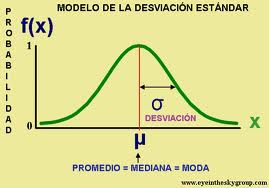 MODELO DE LA DESVIACIÓN ESTÁNDAR
PROBABILIDAD
f(x)
1
σ
DESVIACIÓN
0
x
μ
PROMEDIO = MEDIANA = MODA
www.eyeintheskygroup.com